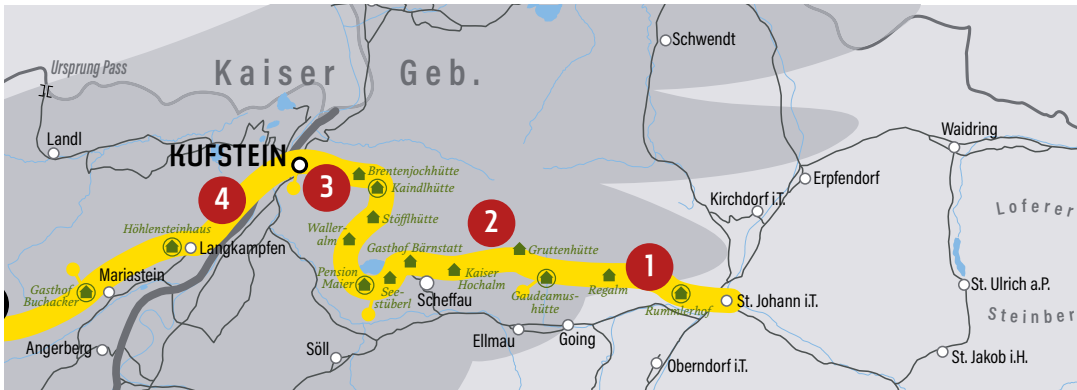 Ursprung Pass
Kaiser Geb.
Schwendt
Landl
Waidring
KUFSTEIN
Brentenjochhütte
Kaindlhütte
Erpfendorf
3
4
Kirchdorf i.T.
Loferer
Höhlensteinhaus
Stöfflhütte
Waller-
alm
2
Langkampfen
Gasthof Bärnstatt
Gruttenhütte
1
Mariastein
Gasthof
Buchacker
Pension
Maier
See-
stüberl
Kaiser
Hochalm
Scheffau
Gaudeamus-
hütte
Regalm
Rummlerhof
St. Johann i.T.
St. Ulrich a.P.
Steinber
Angerberg
Söll
Ellmau
Going
Oberndorf i.T.
St. Jakob i.H.